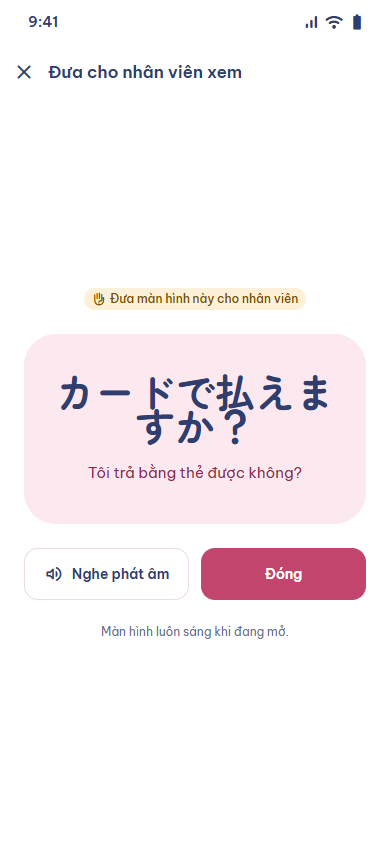 9:41
Đưa cho nhân viên xem
Đưa màn hình này cho nhân viên
カードで払えま
すか？
Tôi trả bằng thẻ được không?
Nghe phát âm
Đóng
Màn hình luôn sáng khi đang mở.